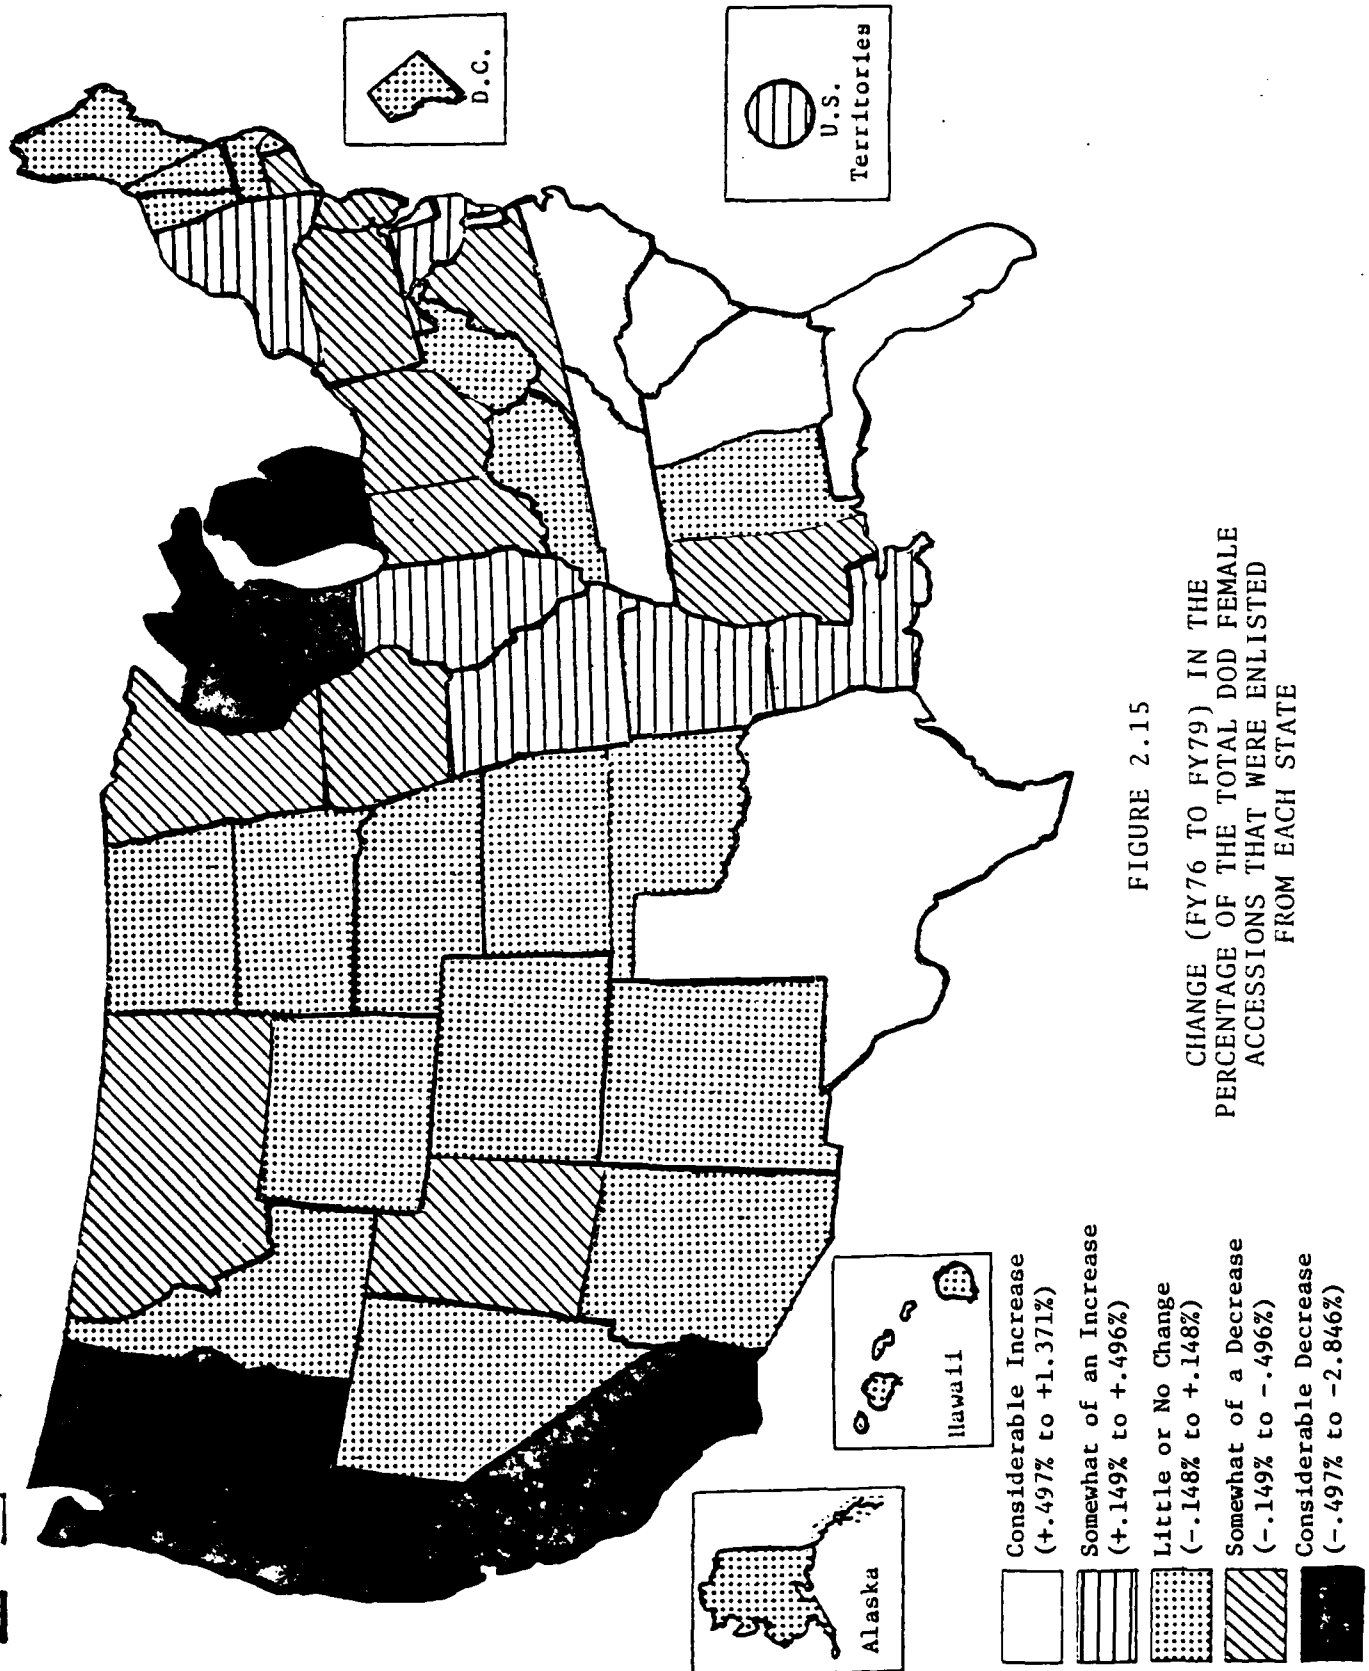 D.C.
U.S.
Territories
Alaska
Hawaii
Considerable Increase
(+.497% to +1.371%)
Somewhat of an Increase
(+.149% to +.496%)
Little or No Change
(-.148% to +.148%)
Somewhat of a Decrease
(-.149% to -.496%)
Considerable Decrease
(-.497% to -2.846%)
FIGURE 2.15
CHANGE (FY76 TO FY79) IN THE
PERCENTAGE OF THE TOTAL DOD FEMALE
ACCESSIONS THAT WERE ENLISTED
FROM EACH STATE